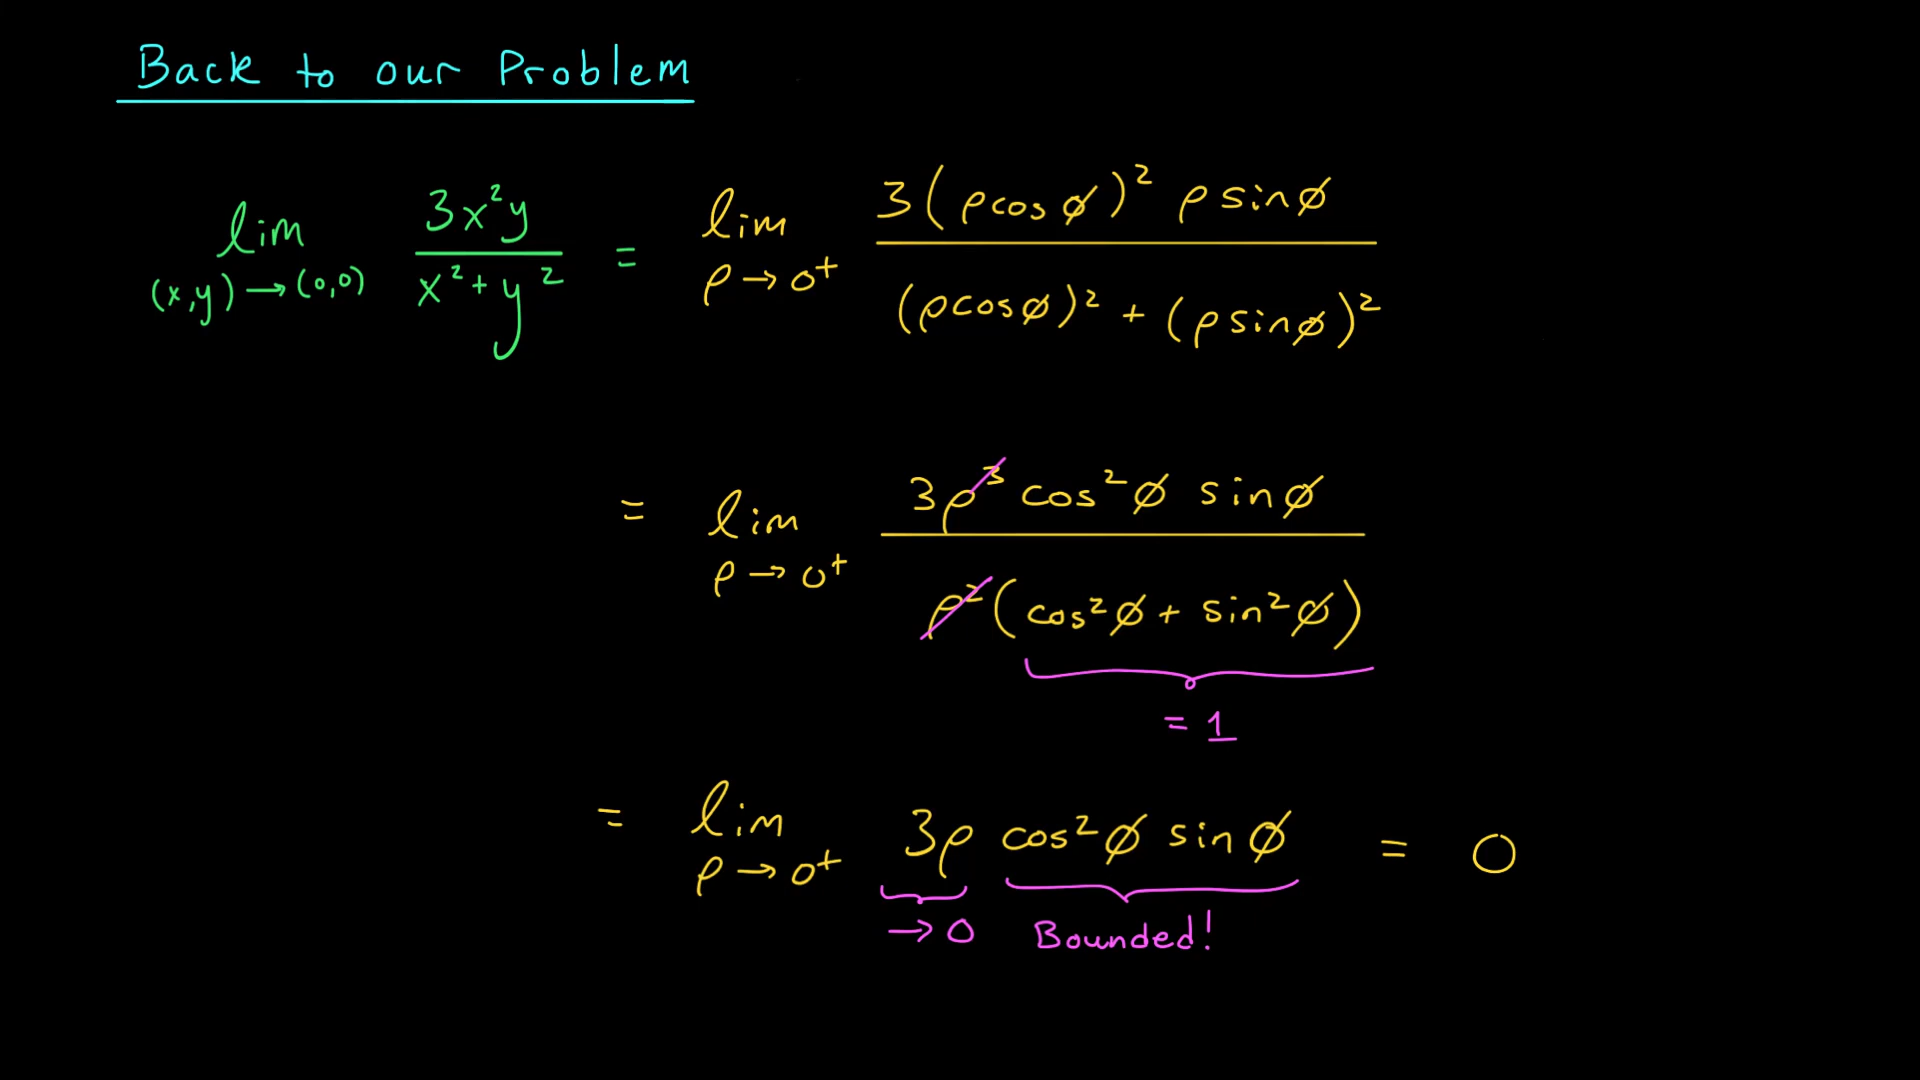 Back to our Problem
lim (x,y) → (0,0) 3x²y / x² + y² = lim ρ → 0⁺ 3(ρcosφ)² ρsinφ / (ρcosφ)² + (ρsinφ)²
= lim ρ → 0⁺ 3ρ³ cos²φ sinφ / ρ²(cos²φ + sin²φ)
= 1
= lim ρ → 0⁺ 3ρ cos²φ sinφ = 0
→ 0 Bounded!